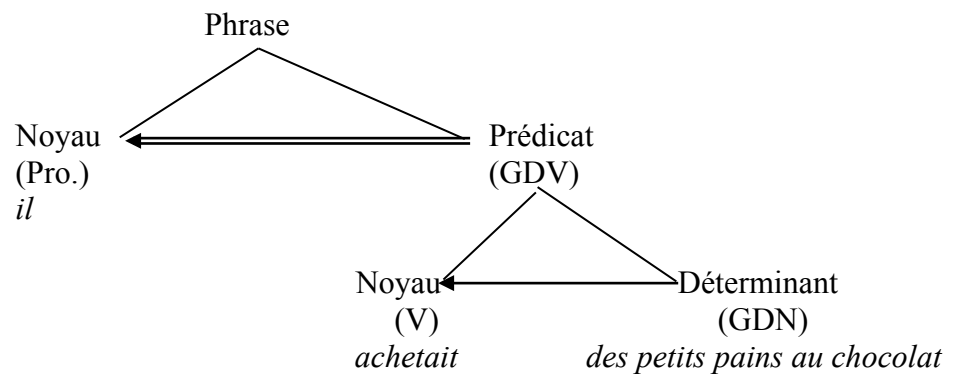 Phrase
Noyau Prédicat
(Pro.) (GDV)
il
Noyau Déterminant
(V) (GDN)
achetait des petits pains au chocolat